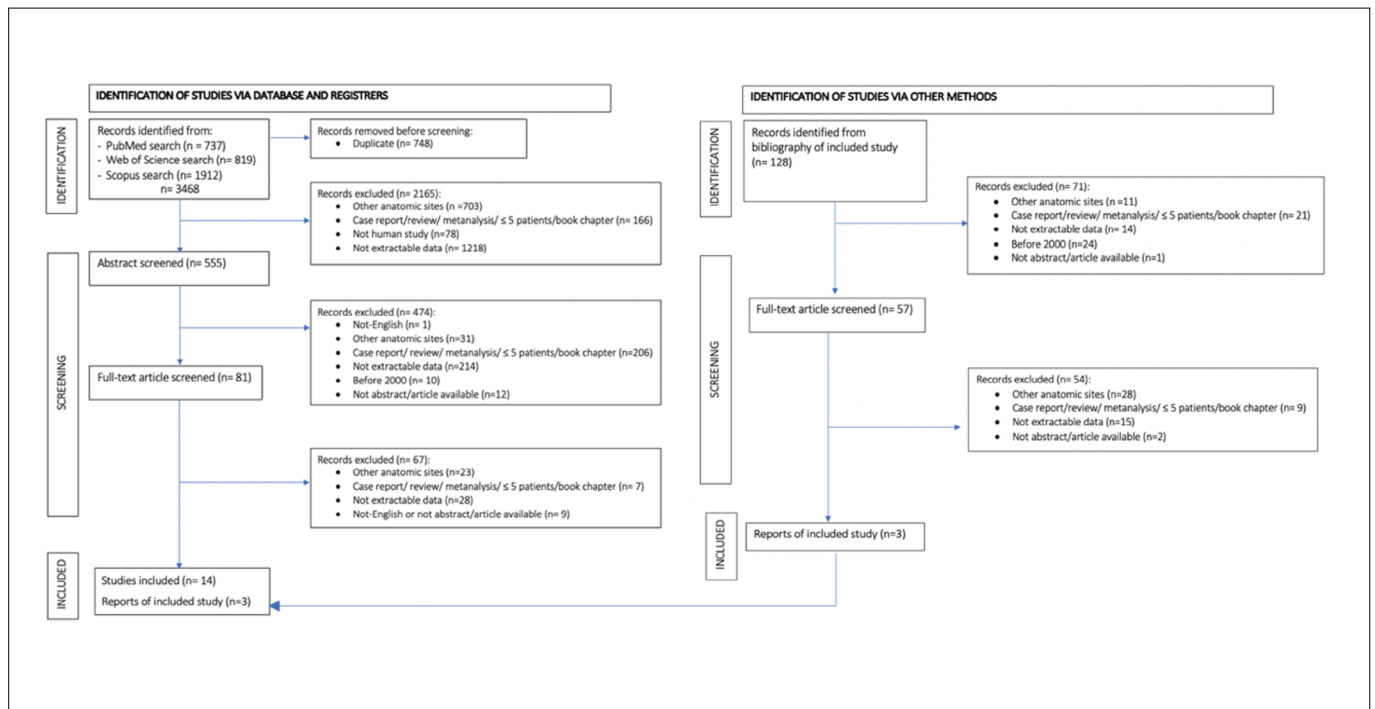 IDENTIFICATION OF STUDIES VIA DATABASE AND REGISTRERS
IDENTIFICATION
Records identified from:
- PubMed search (n = 737)
- Web of Science search (n= 819)
- Scopus search (n= 1912)
n= 3468
Records removed before screening:
• Duplicate (n= 748)
Records excluded (n= 2165):
• Other anatomic sites (n =703)
• Case report/review/ metanalysis/ ≤ 5 patients/book chapter (n= 166)
• Not human study (n=78)
• Not extractable data (n= 1218)
SCREENING
Abstract screened (n= 555)
Records excluded (n= 474):
• Not-English (n= 1)
• Other anatomic sites (n=31)
• Case report/ review/ metanalysis/ ≤ 5 patients/book chapter (n=206)
• Not extractable data (n=214)
• Before 2000 (n= 10)
• Not abstract/article available (n=12)
Full-text article screened (n= 81)
Records excluded (n= 67):
• Other anatomic sites (n=23)
• Case report/ review/ metanalysis/ ≤ 5 patients/book chapter (n= 7)
• Not extractable data (n=28)
• Not-English or not abstract/article available (n= 9)
INCLUDED
Studies included (n= 14)
Reports of included study (n=3)
IDENTIFICATION OF STUDIES VIA OTHER METHODS
IDENTIFICATION
Records identified from
bibliography of included study
(n= 128)
Records excluded (n= 71):
• Other anatomic sites (n =11)
• Case report/review/ metanalysis/ ≤ 5 patients/book chapter (n= 21)
• Not extractable data (n= 14)
• Before 2000 (n=24)
• Not abstract/article available (n=1)
SCREENING
Full-text article screened (n= 57)
Records excluded (n= 54):
• Other anatomic sites (n=28)
• Case report/review/ metanalysis/ ≤ 5 patients/book chapter (n= 9)
• Not extractable data (n=15)
• Not abstract/article available (n=2)
INCLUDED
Reports of included study (n=3)